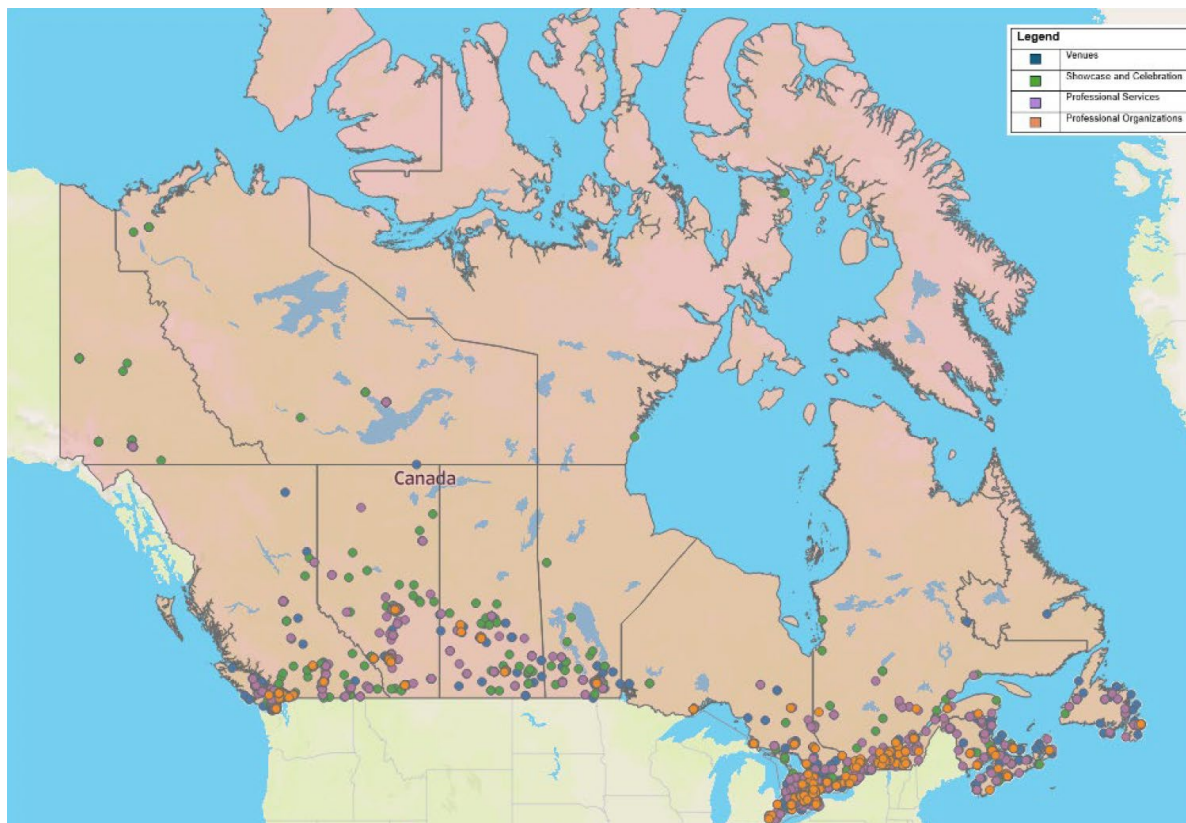 Legend
Venues
Showcase and Celebration
Professional Services
Professional Organizations
Canada